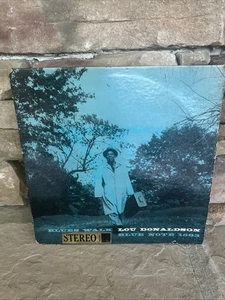 BLUES WALK LOU DONALDSON
STEREO BLUE NOTE 1593